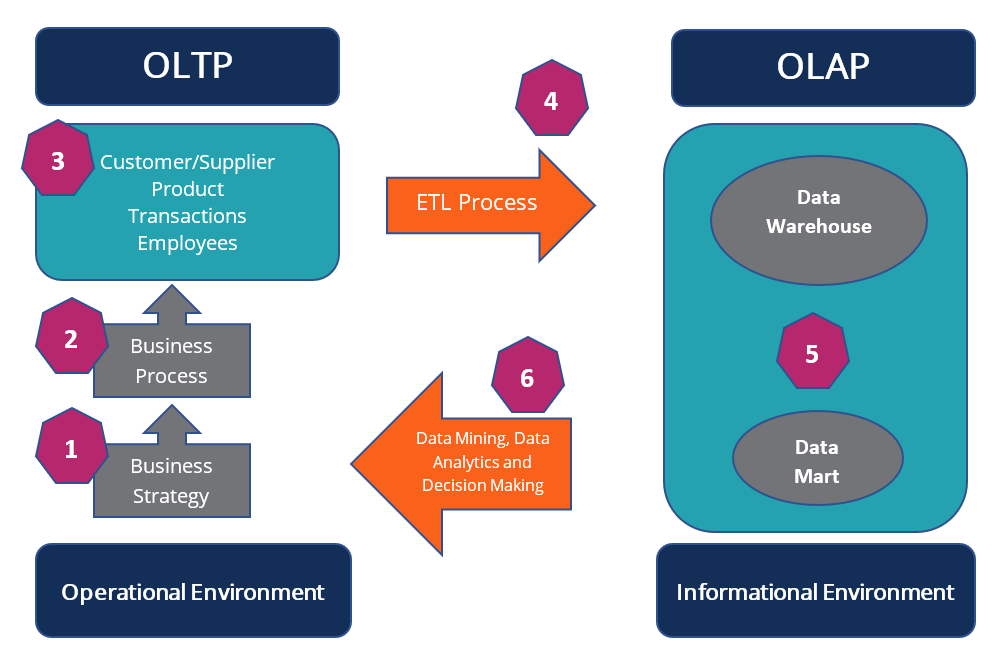 OLTP
OLAP
4
3
Customer/Supplier
Product
Transactions
Employees
ETL Process
Data
Warehouse
2
Business
Process
5
6
1
Business
Strategy
Data Mining, Data
Analytics and
Decision Making
Data
Mart
Operational Environment
Informational Environment